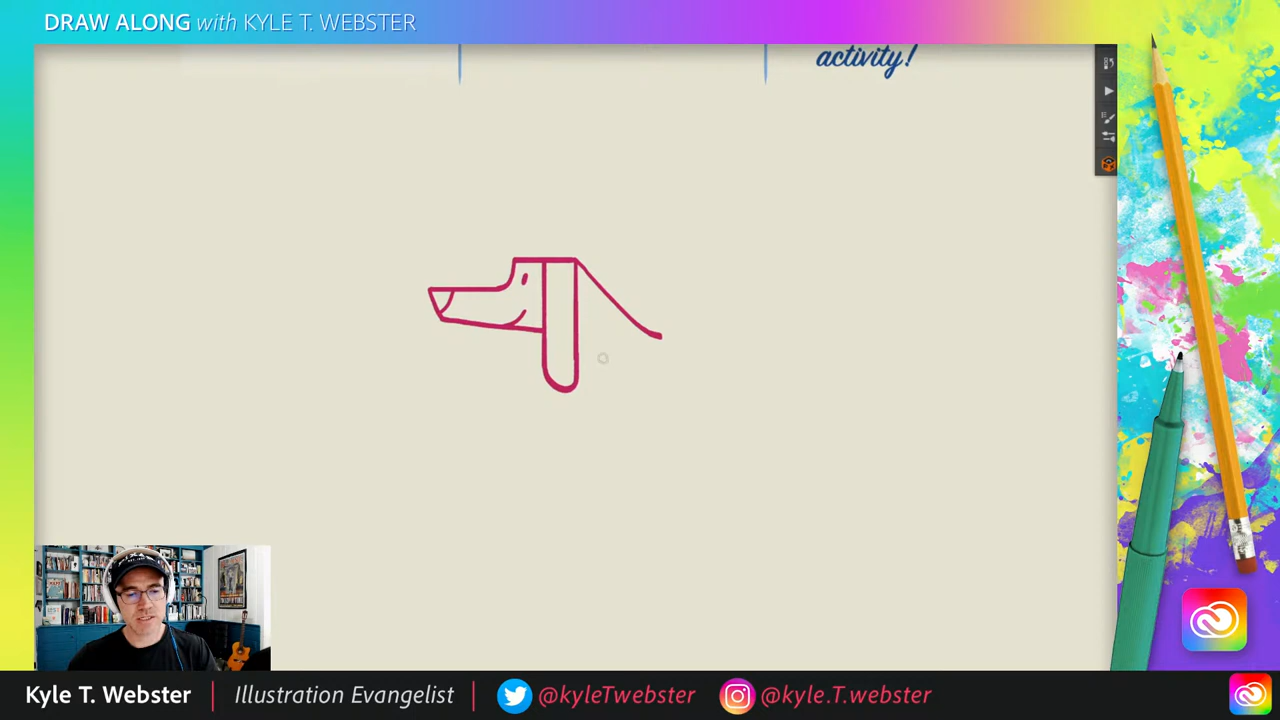 DRAW ALONG with KYLE T. WEBSTER
activity!
Kyle T. Webster | Illustration Evangelist | @kyleTwebster @kyle.T.webster